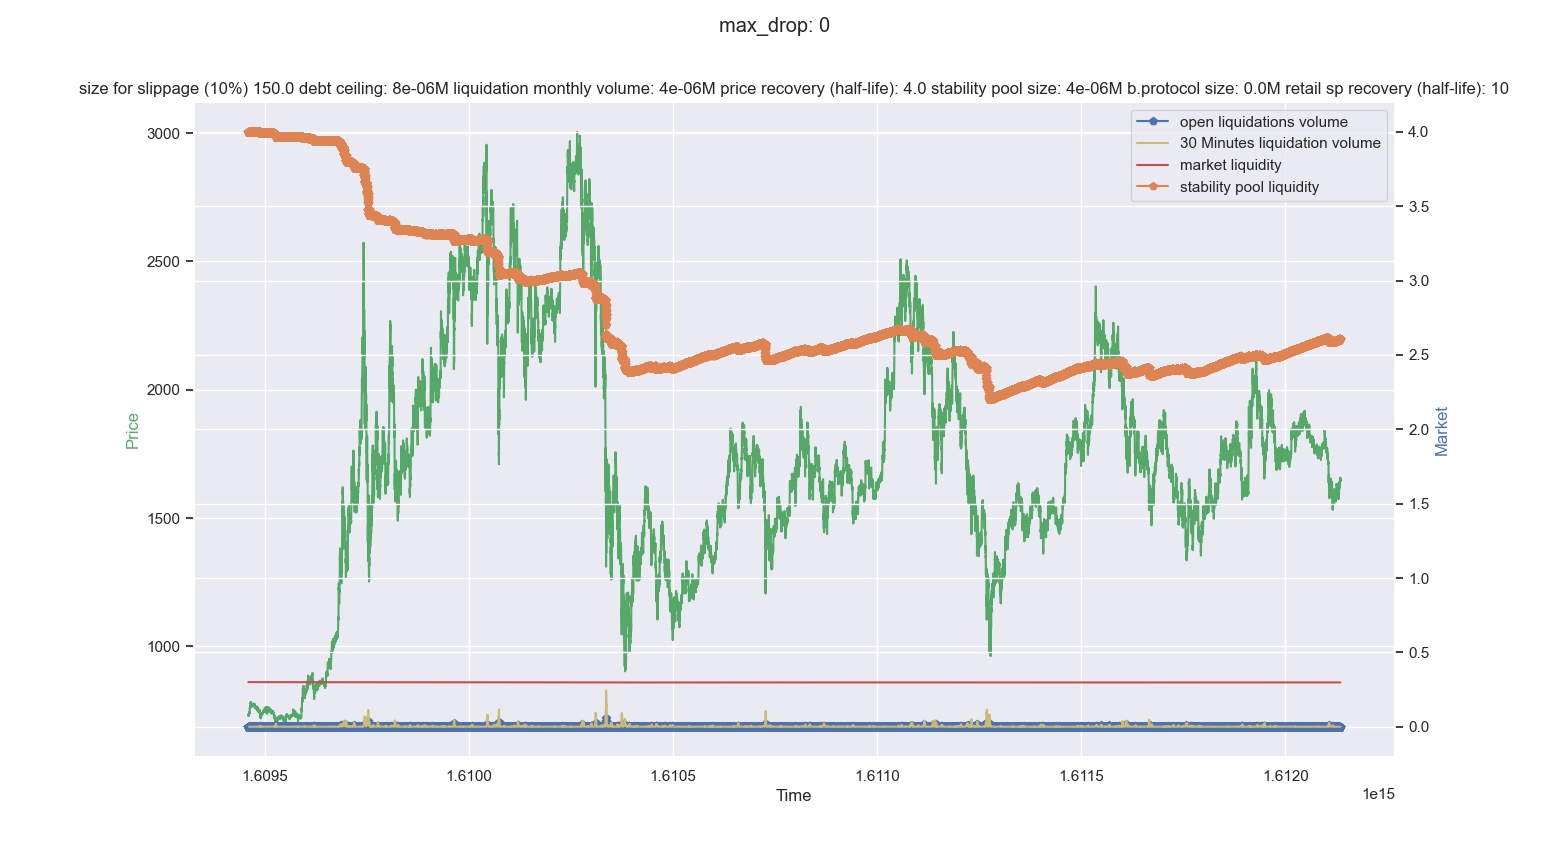 max_drop: 0
size for slippage (10%) 150.0 debt ceiling: 8e-06M liquidation monthly volume: 4e-06M price recovery (half-life): 4.0 stability pool size: 4e-06M b.protocol size: 0.0M retail sp recovery (half-life): 10
open liquidations volume
30 Minutes liquidation volume
market liquidity
stability pool liquidity
3000
2500
2000
1500
1000
Price
4.0
3.5
3.0
2.5
2.0
1.5
1.0
0.5
0.0
Market
1.6095 1.6100 1.6105 1.6110 1.6115 1.6120
1e15
Time